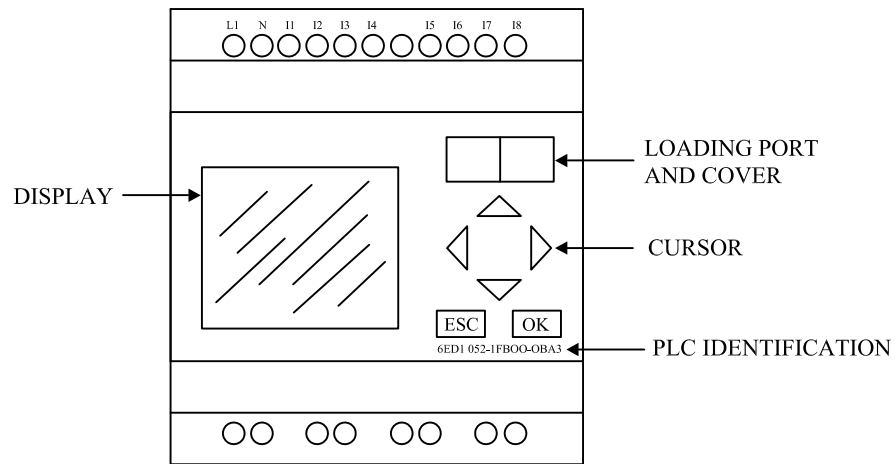 L1 N I1 I2 I3 I4 I5 I6 I7 I8
LOADING PORT
AND COVER
DISPLAY
CURSOR
ESC OK
6ED1 052-1FBOO-OBA3
PLC IDENTIFICATION